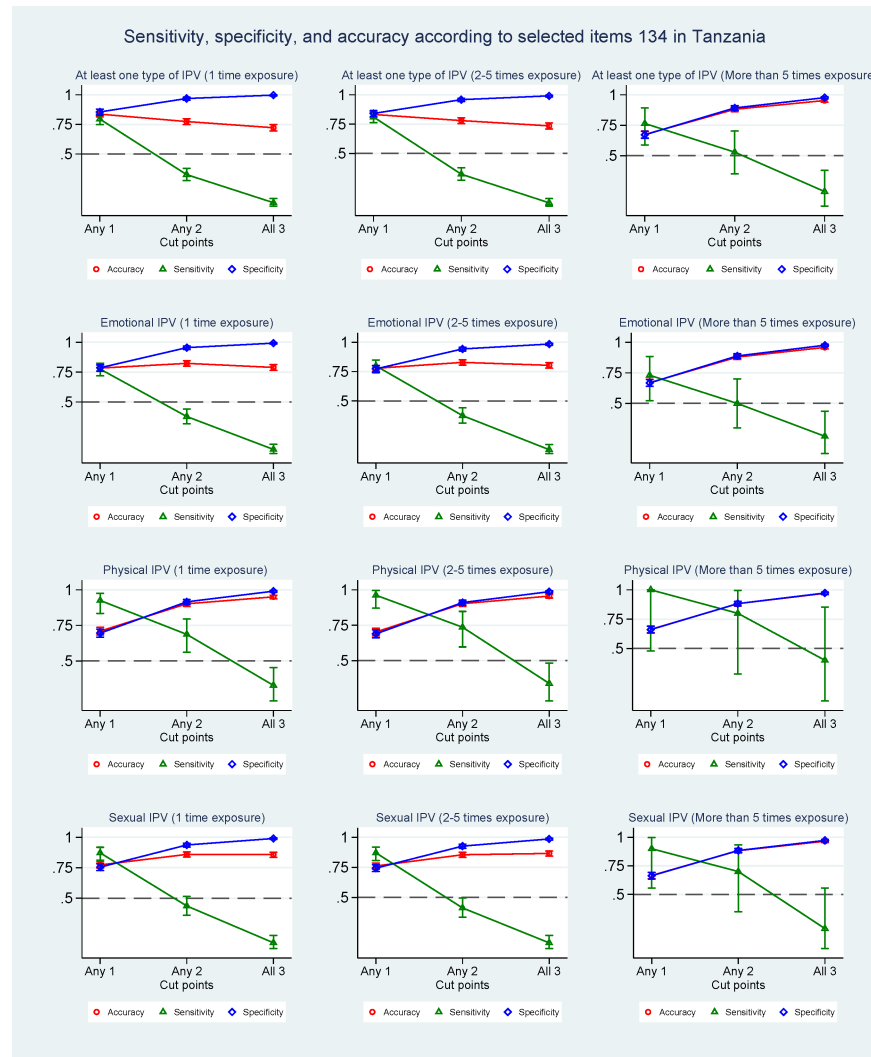 Sensitivity, specificity, and accuracy according to selected items 134 in Tanzania
At least one type of IPV (1 time exposure)
1
.75
.5
Any 1 Any 2 All 3
Cut points
Accuracy Sensitivity Specificity
At least one type of IPV (2-5 times exposure)
1
.75
.5
Any 1 Any 2 All 3
Cut points
Accuracy Sensitivity Specificity
At least one type of IPV (More than 5 times exposure
1
.75
.5
Any 1 Any 2 All 3
Cut points
Accuracy Sensitivity Specificity
Emotional IPV (1 time exposure)
1
.75
.5
Any 1 Any 2 All 3
Cut points
Accuracy Sensitivity Specificity
Emotional IPV (2-5 times exposure)
1
.75
.5
Any 1 Any 2 All 3
Cut points
Accuracy Sensitivity Specificity
Emotional IPV (More than 5 times exposure)
1
.75
.5
Any 1 Any 2 All 3
Cut points
Accuracy Sensitivity Specificity
Physical IPV (1 time exposure)
1
.75
.5
Any 1 Any 2 All 3
Cut points
Accuracy Sensitivity Specificity
Physical IPV (2-5 times exposure)
1
.75
.5
Any 1 Any 2 All 3
Cut points
Accuracy Sensitivity Specificity
Physical IPV (More than 5 times exposure)
1
.75
.5
Any 1 Any 2 All 3
Cut points
Accuracy Sensitivity Specificity
Sexual IPV (1 time exposure)
1
.75
.5
Any 1 Any 2 All 3
Cut points
Accuracy Sensitivity Specificity
Sexual IPV (2-5 times exposure)
1
.75
.5
Any 1 Any 2 All 3
Cut points
Accuracy Sensitivity Specificity
Sexual IPV (More than 5 times exposure)
1
.75
.5
Any 1 Any 2 All 3
Cut points
Accuracy Sensitivity Specificity